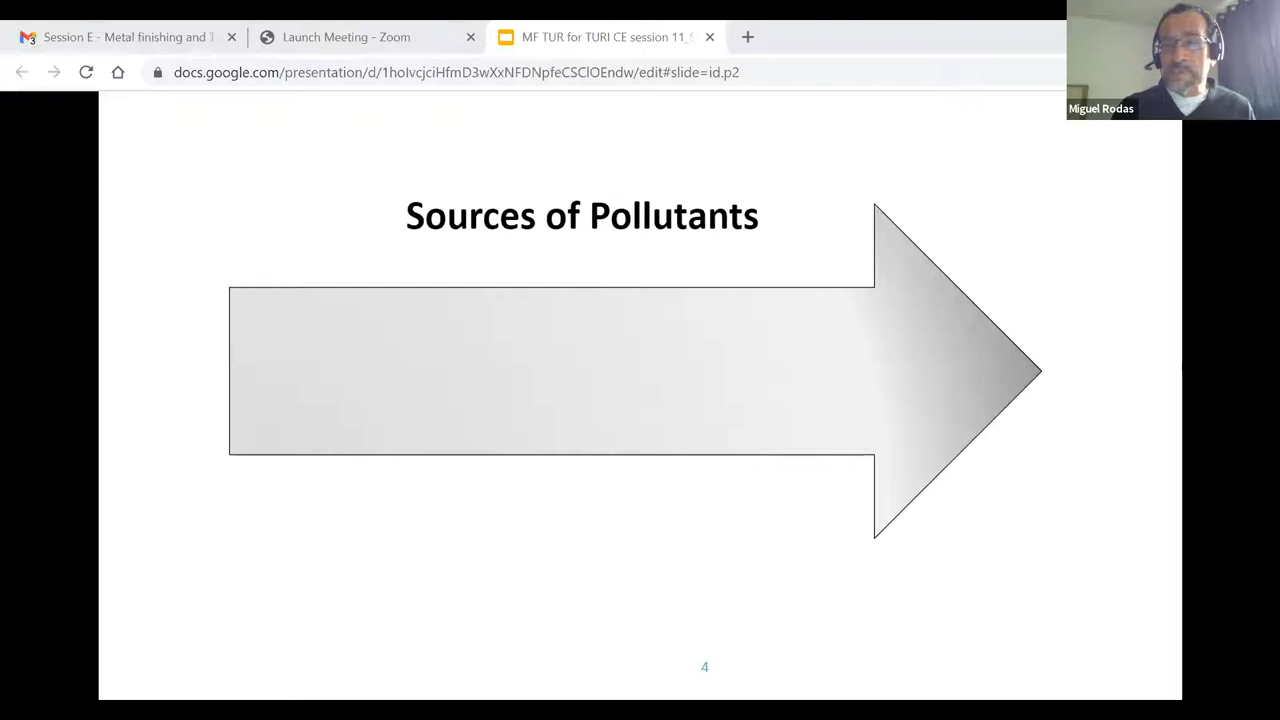 Session E - Metal finishing and T
Launch Meeting - Zoom
MF TUR for TURI CE session 11_9
docs.google.com/presentation/d/1hoIvcjciHfmD3wXxNFDNpfeCSClOEndw/edit#slide=id.p2
Miguel Rodas
Sources of Pollutants
4